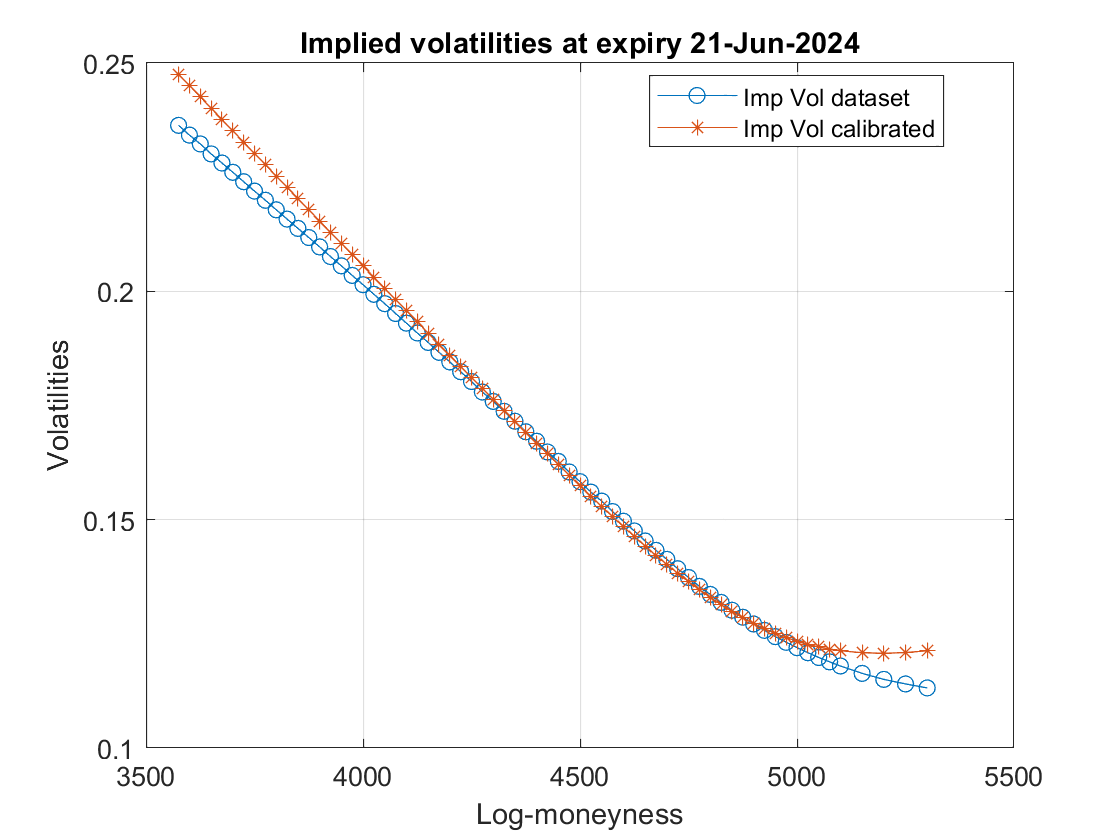 Implied volatilities at expiry 21-Jun-2024
Imp Vol dataset
Imp Vol calibrated
Volatilities
0.25
0.2
0.15
0.1
3500 4000 4500 5000 5500
Log-moneyness